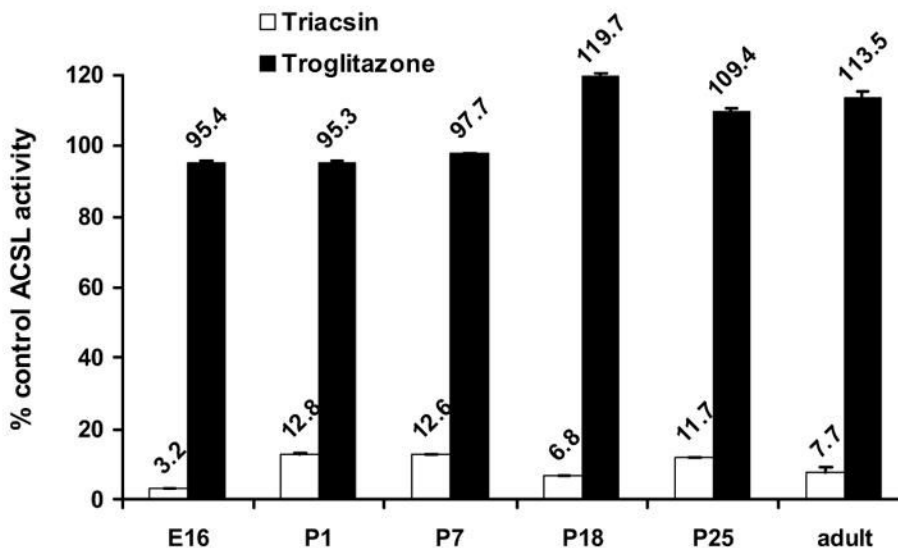 Triacsin
Troglitazone
% control ACSL activity
120
100
80
60
40
20
0
3.2
95.4
12.8
95.3
12.6
97.7
6.8
119.7
11.7
109.4
7.7
113.5
E16
P1
P7
P18
P25
adult